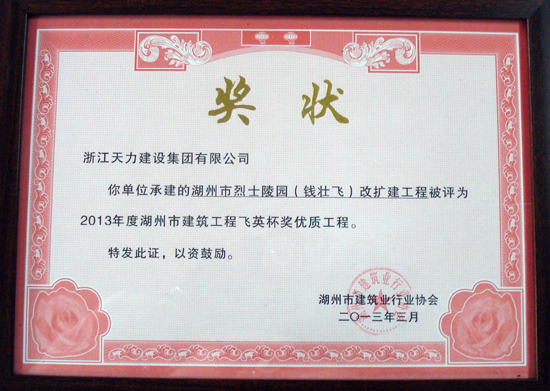 奖状
浙江天力建设集团有限公司
你单位承建的湖州市烈士陵园(钱壮飞)改扩建工程被评为
2013年度湖州市建筑工程飞英杯奖优质工程。
特发此证，以资鼓励。
湖州市建筑业行业协会
二〇一三年三月